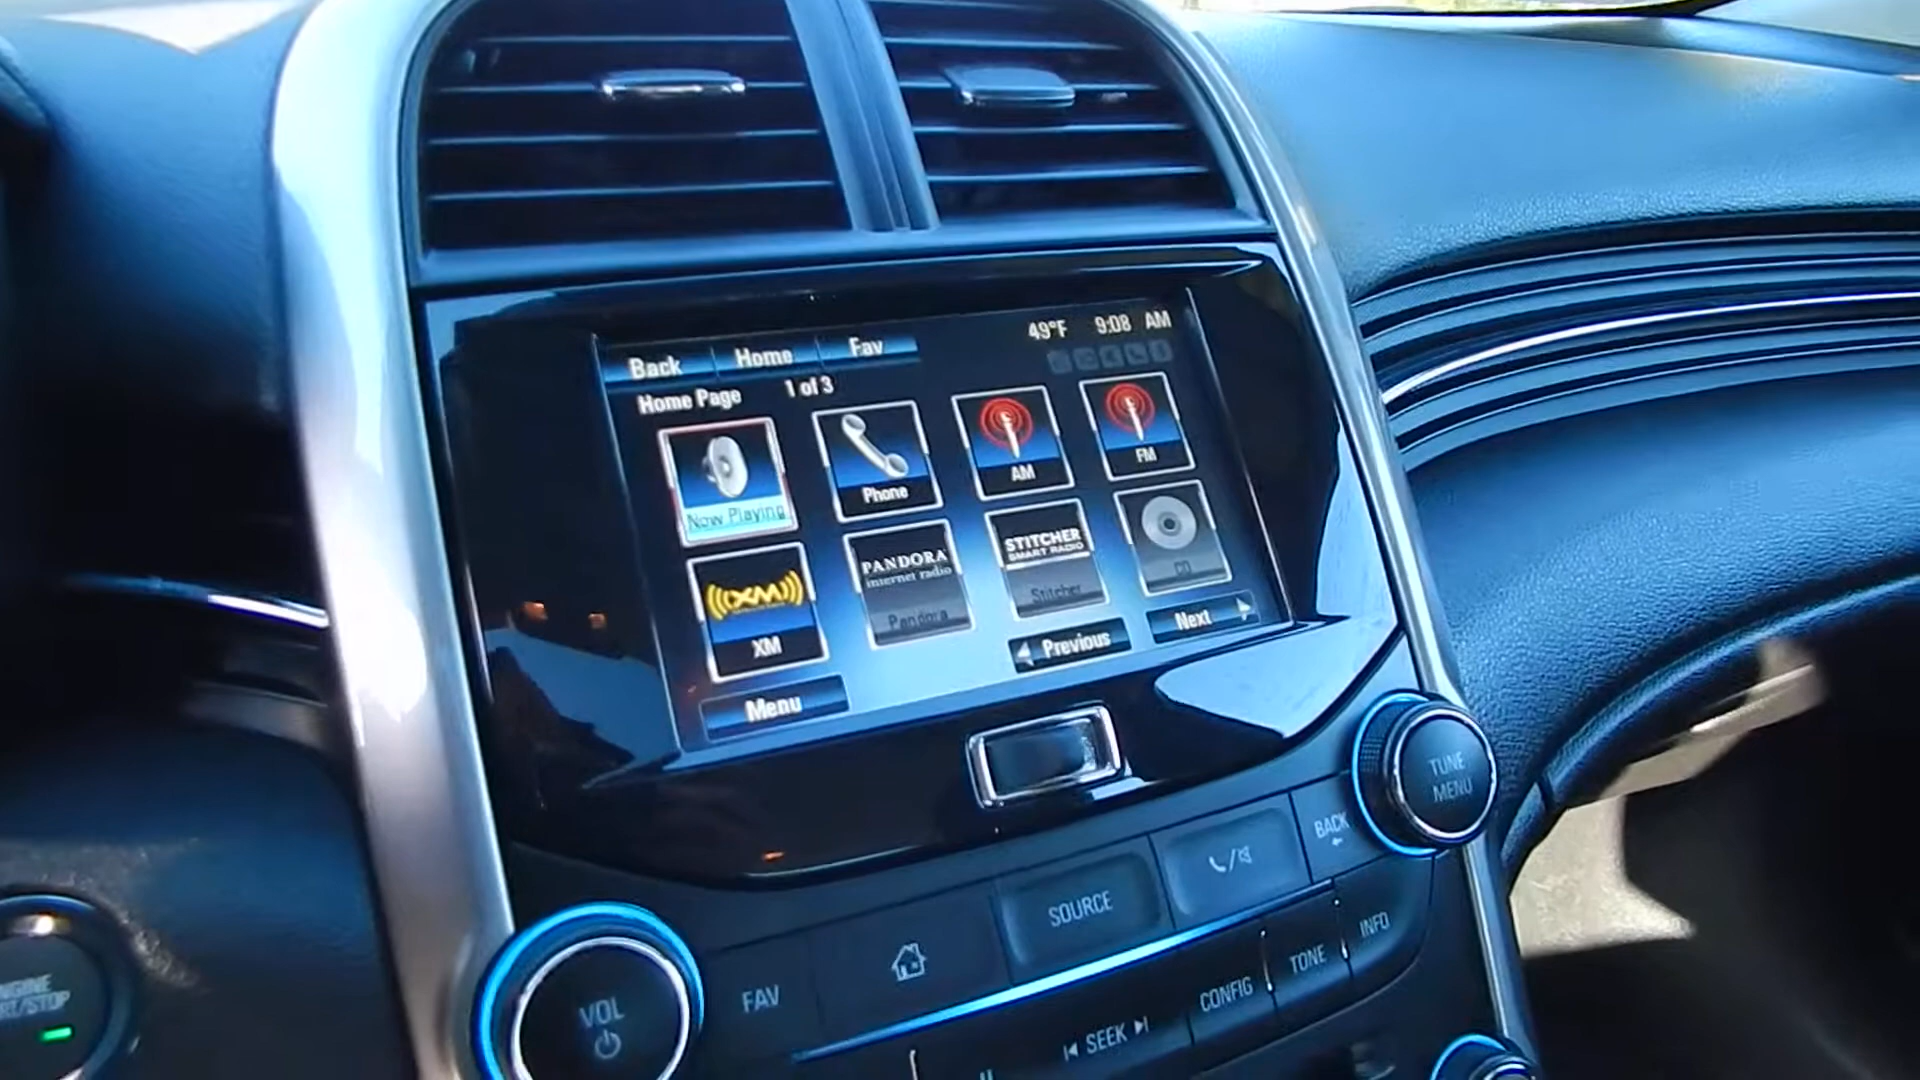 49°F 9:08 AM
Back Home Fav
Home Page 1 of 3
Now Playing
Phone
AM
FM
XM
XM
PANDORA
internet radio
Pandora
STITCHER
SMART RADIO
Stitcher
CD
Previous
Next
Menu
TUNE
MENU
BACK
SOURCE
INFO
TONE
CONFIG
SEEK
FAV
VOL